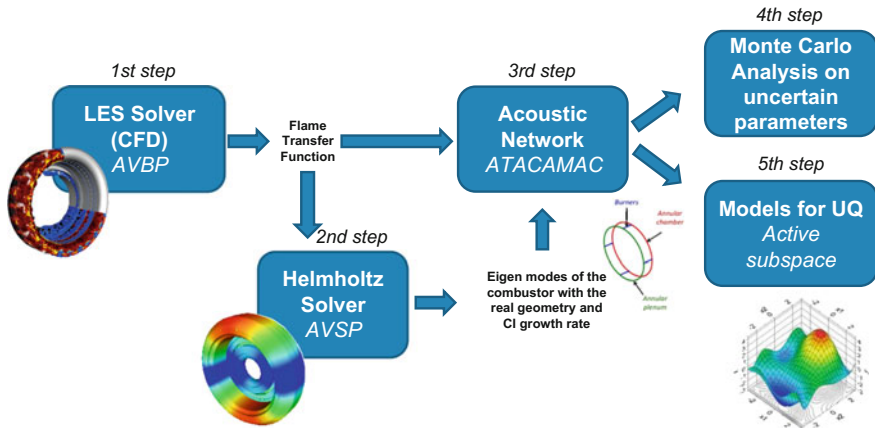 1st step
LES Solver
(CFD)
AVBP
Flame
Transfer
Function
2nd step
Helmholtz
Solver
AVSP
Eigen modes of the
combustor with the
real geometry and
CI growth rate
3rd step
Acoustic
Network
ATACAMAC
Burners
Annular
chamber
Annular
plenum
4th step
Monte Carlo
Analysis on
uncertain
parameters
5th step
Models for UQ
Active
subspace